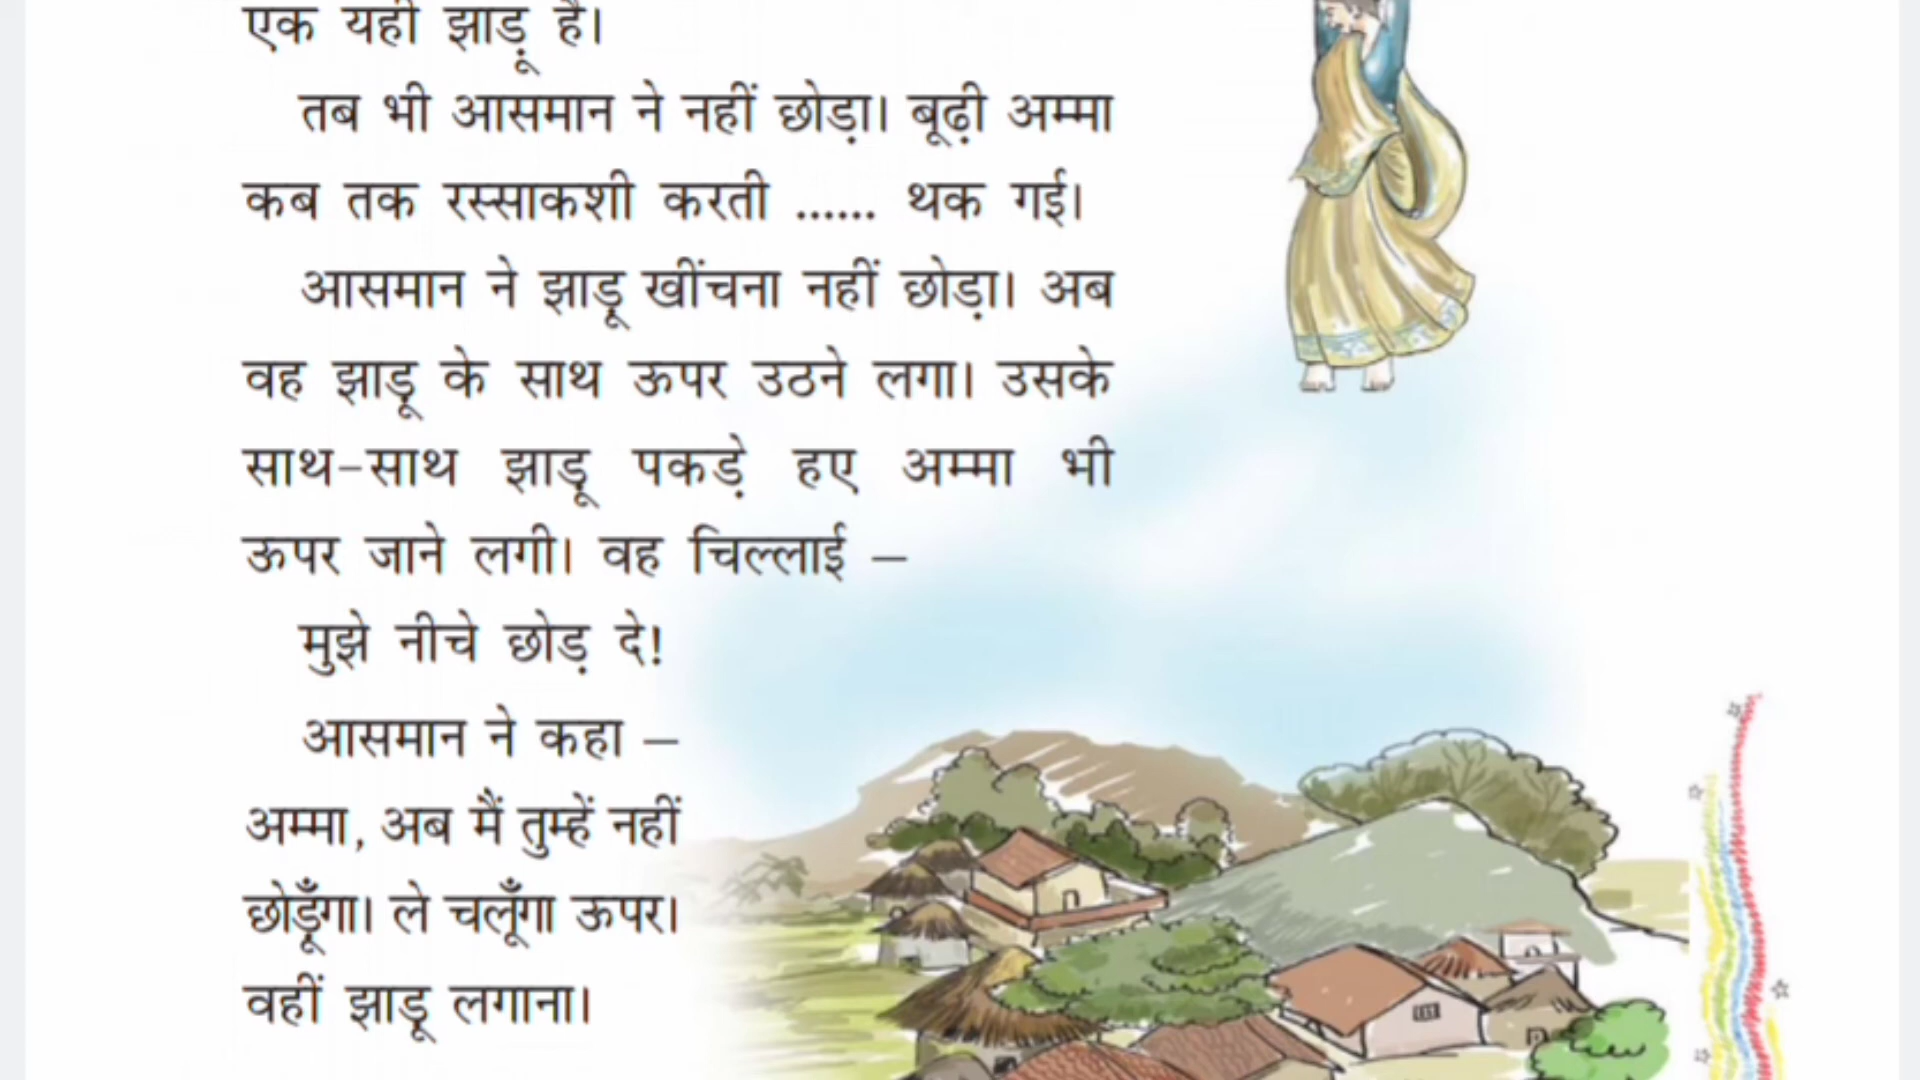 एक यही झाड़ू है।
तब भी आसमान ने नहीं छोड़ा। बूढ़ी अम्मा
कब तक रस्साकशी करती ...... थक गई।
आसमान ने झाड़ू खींचना नहीं छोड़ा। अब
वह झाड़ू के साथ ऊपर उठने लगा। उसके
साथ-साथ झाड़ू पकड़े हए अम्मा भी
ऊपर जाने लगी। वह चिल्लाई –
मुझे नीचे छोड़ दे!
आसमान ने कहा –
अम्मा, अब मैं तुम्हें नहीं
छोड़ूँगा। ले चलूँगा ऊपर।
वहीं झाड़ू लगाना।